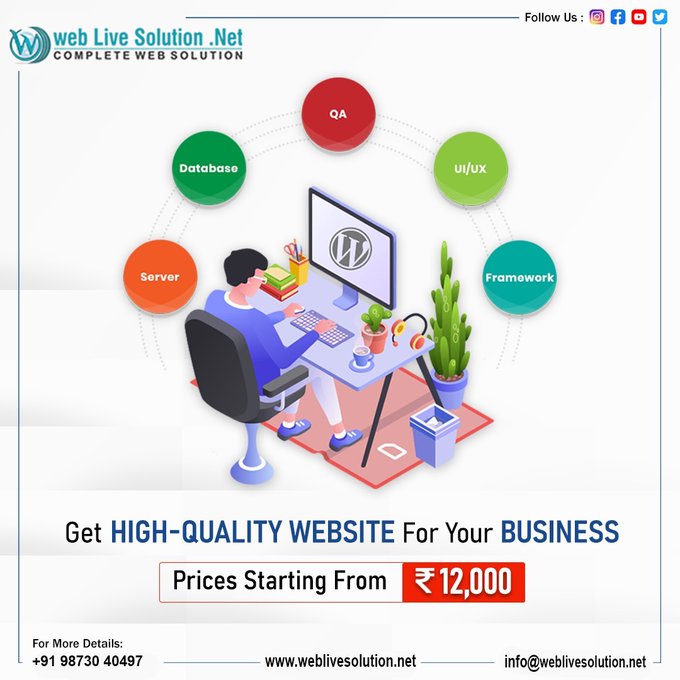 web Live Solution .Net
COMPLETE WEB SOLUTION
Follow Us :
QA
Database
UI/UX
Server
Framework
Get HIGH-QUALITY WEBSITE For Your BUSINESS
Prices Starting From ₹ 12,000
For More Details:
+91 98730 40497
www.weblivesolution.net
info@weblivesolution.net